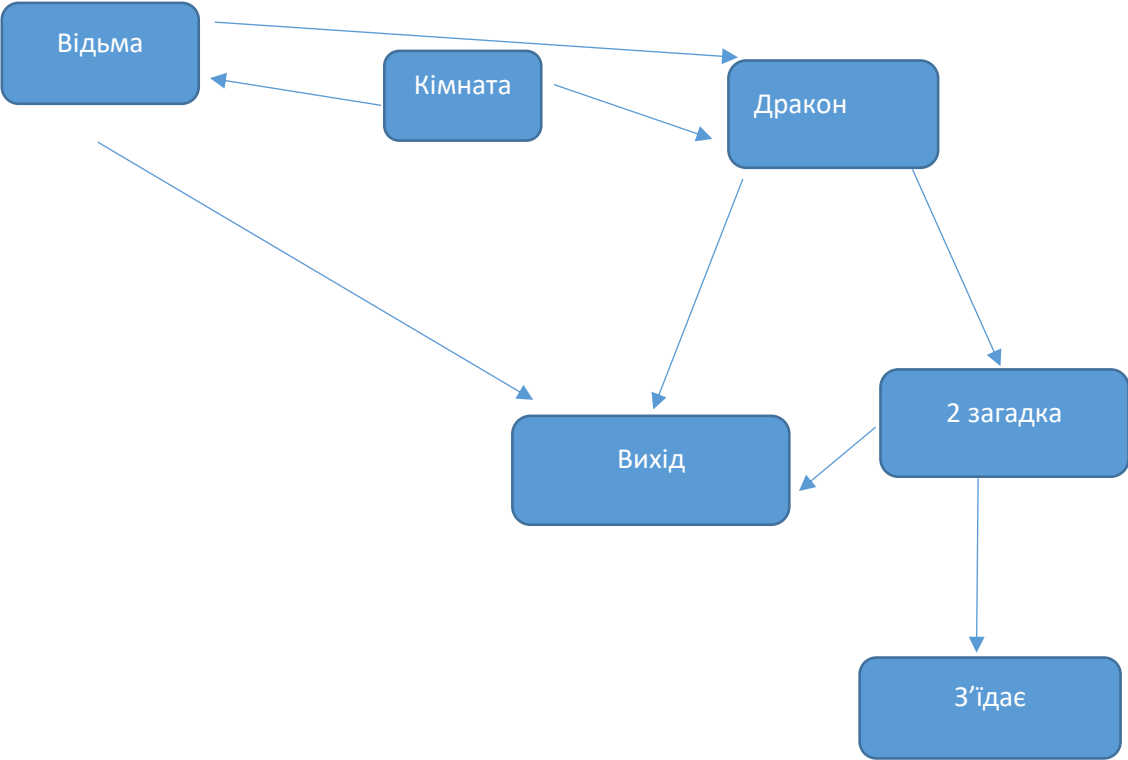 Відьма
Кімната
Дракон
2 загадка
Вихід
З’їдає